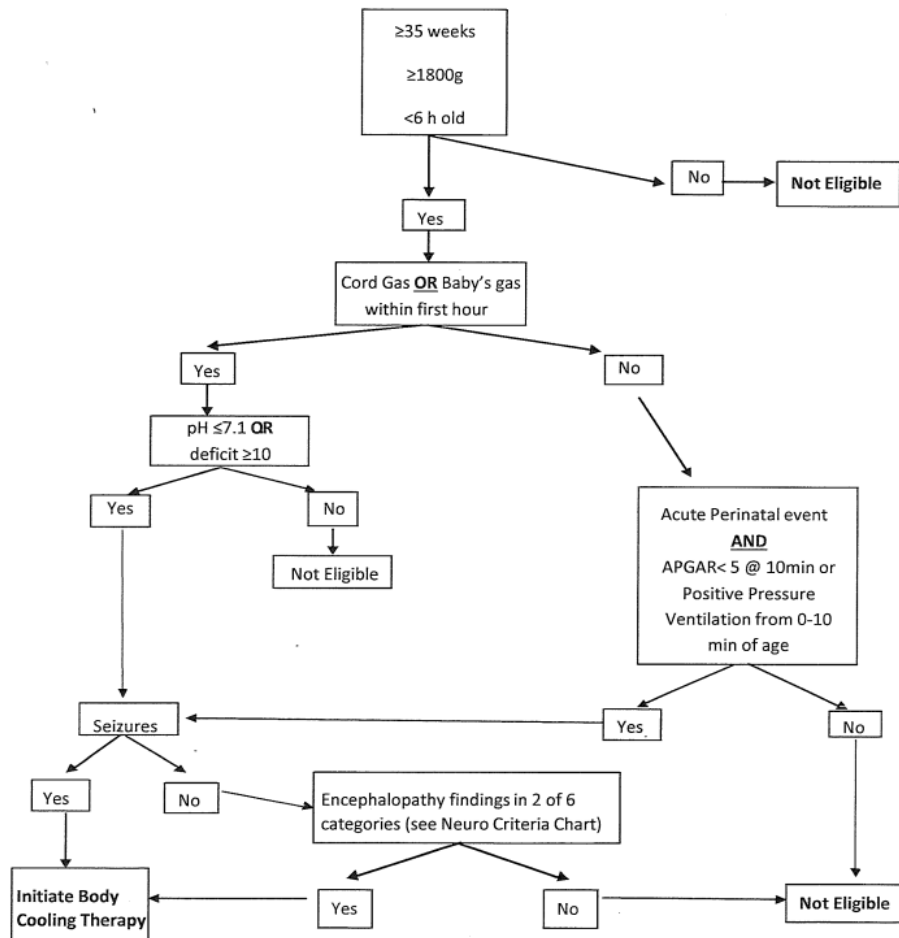 ≥35 weeks
≥1800g
<6 h old
No
Not Eligible
Yes
Cord Gas OR Baby's gas
within first hour
Yes
No
pH ≤7.1 OR
deficit ≥10
Yes
No
Not Eligible
Acute Perinatal event
AND
APGAR< 5 @ 10min or
Positive Pressure
Ventilation from 0-10
min of age
Seizures
Yes
No
Yes
No
Encephalopathy findings in 2 of 6
categories (see Neuro Criteria Chart)
Initiate Body
Cooling Therapy
Yes
No
Not Eligible